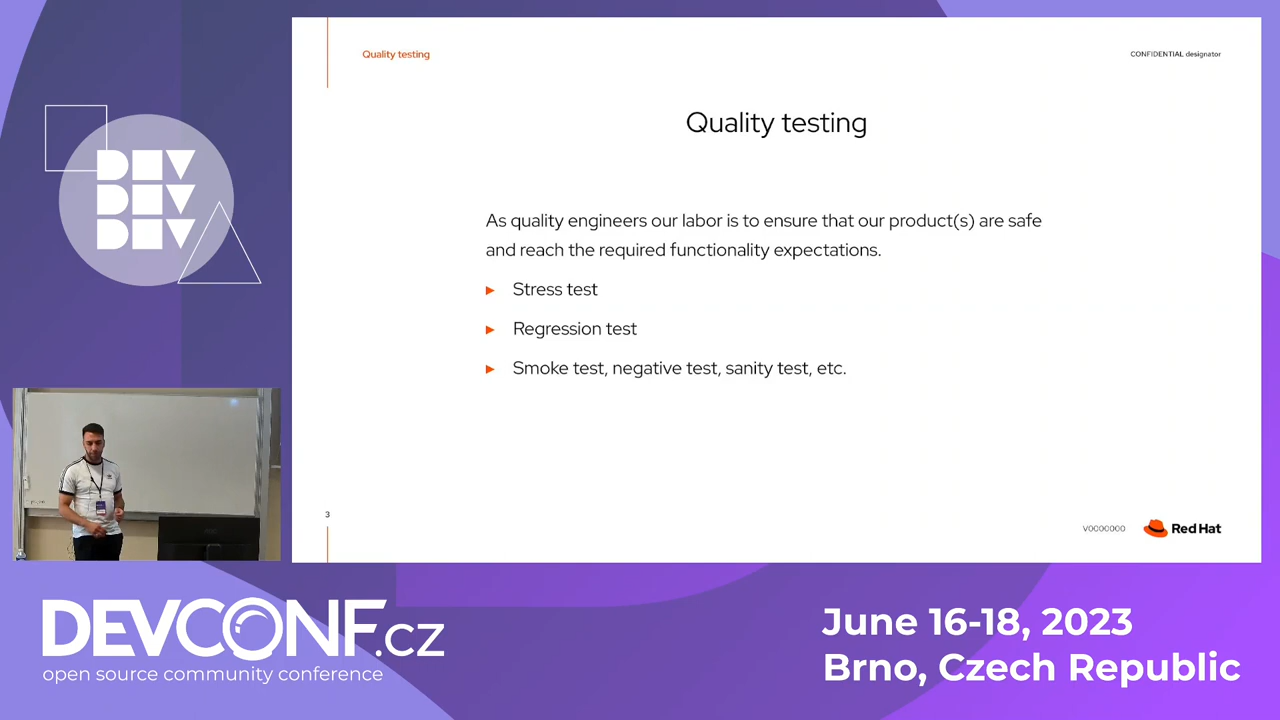 Quality testing
CONFIDENTIAL designator
Quality testing
As quality engineers our labor is to ensure that our product(s) are safe
and reach the required functionality expectations.
► Stress test
► Regression test
► Smoke test, negative test, sanity test, etc.
3
V0000000
Red Hat
DEV
DEV
DEV
DEVCONF.cz
open source community conference
June 16-18, 2023
Brno, Czech Republic